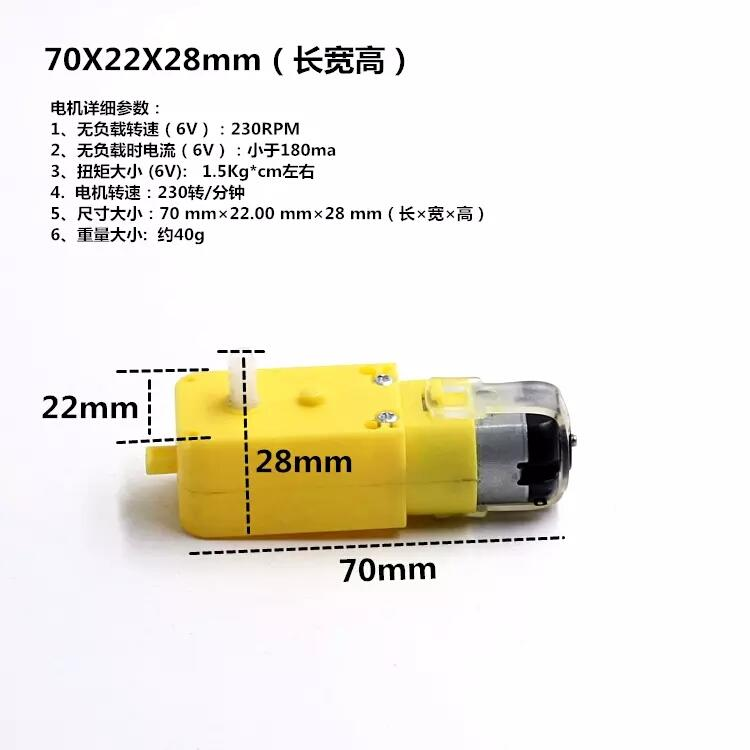 70X22X28mm（长宽高）
电机详细参数：
1、无负载转速（6V）：230RPM
2、无负载时电流（6V）：小于180ma
3、扭矩大小 (6V)： 1.5Kg*cm左右
4. 电机转速：230转/分钟
5、尺寸大小：70 mm×22.00 mm×28 mm（长×宽×高）
6、重量大小: 约40g
22mm
28mm
70mm